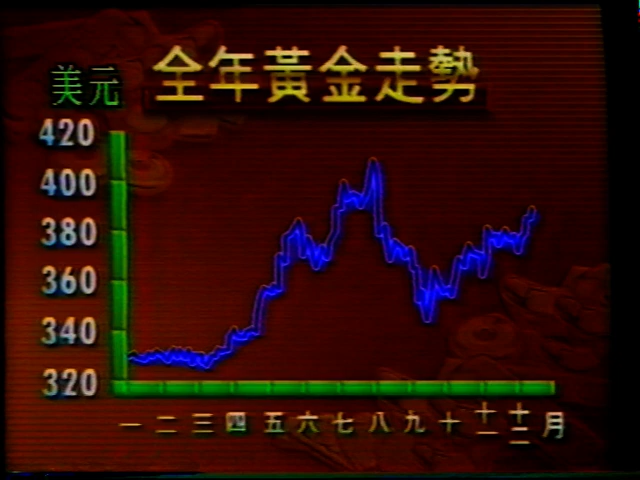 全年黃金走勢
美元
420
400
380
360
340
320
一 二 三 四 五 六 七 八 九 十 十一 十二 月